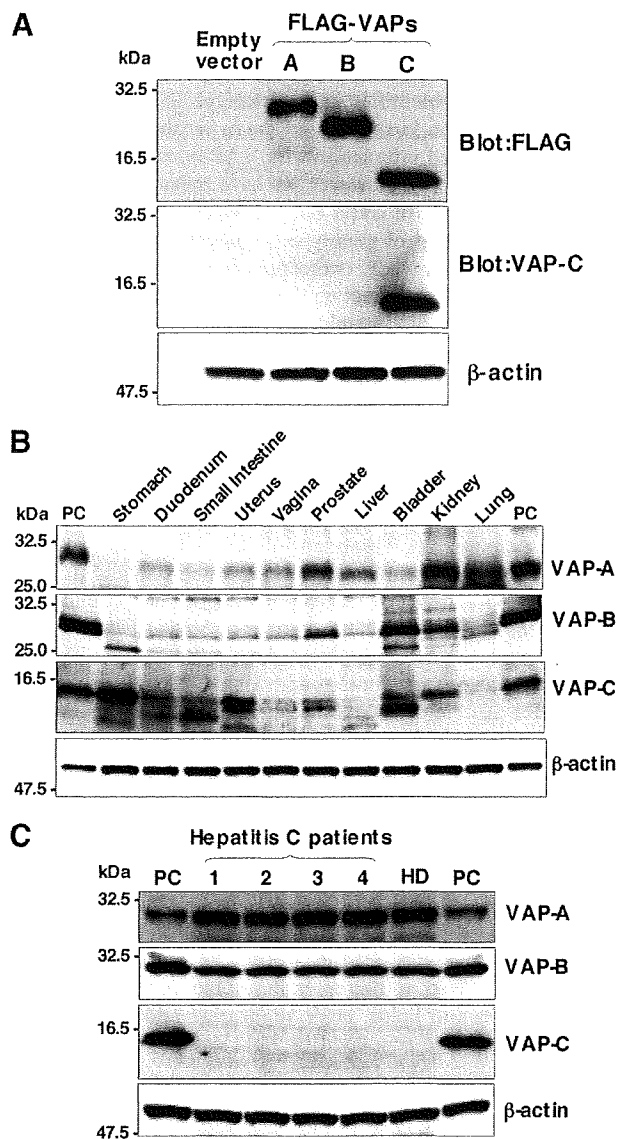 A
FLAG-VAPs
Empty vector
A B C
kDa
32.5
16.5
Blot:FLAG
32.5
16.5
Blot:VAP-C
47.5
β-actin
B
kDa
PC Stomach Duodenum Small Intestine Uterus Vagina Prostate Liver Bladder Kidney Lung PC
32.5
25.0
VAP-A
32.5
25.0
VAP-B
16.5
VAP-C
47.5
β-actin
C
Hepatitis C patients
kDa
PC 1 2 3 4 HD PC
32.5
VAP-A
32.5
VAP-B
16.5
VAP-C
47.5
β-actin